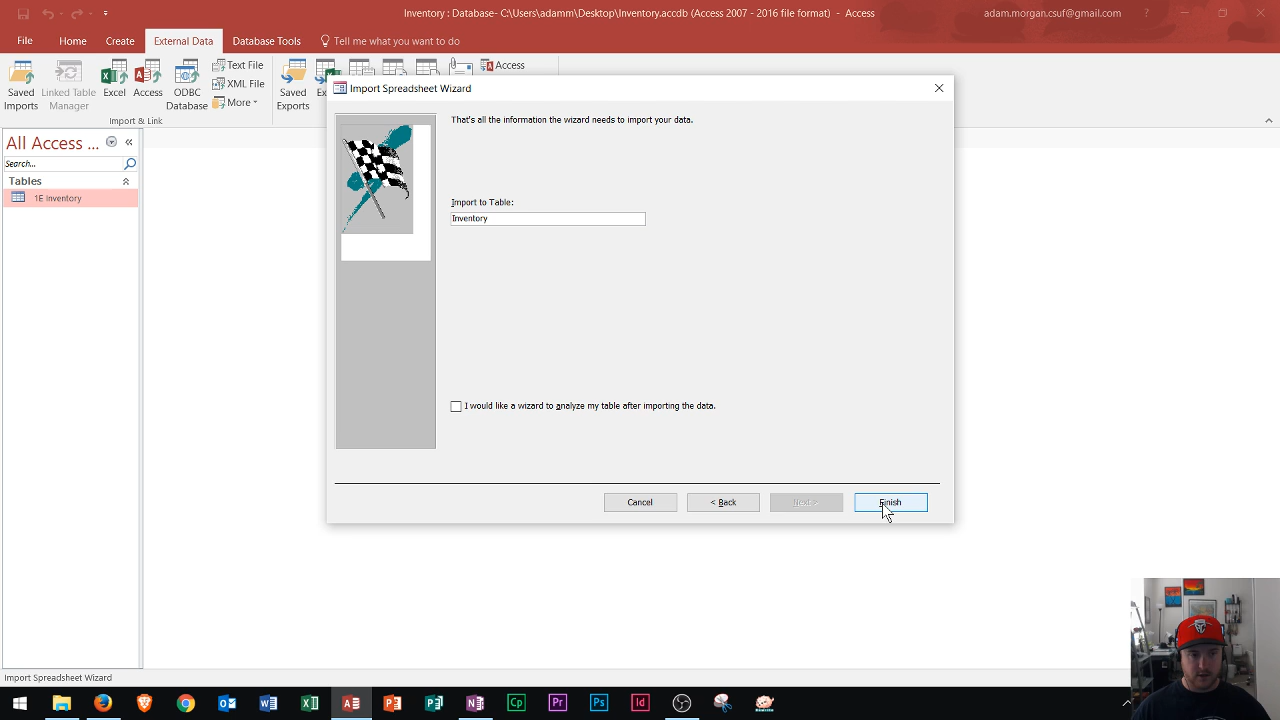 Inventory : Database- C:\Users\adamm\Desktop\Inventory.accdb (Access 2007 - 2016 file format) - Access
adam.morgan.csuf@gmail.com
?
File
Home
Create
External Data
Database Tools
Tell me what you want to do
Saved Imports
Linked Table Manager
Excel
Access
ODBC Database
Text File
XML File
More
Saved Exports
Access
Import & Link
Import Spreadsheet Wizard
That's all the information the wizard needs to import your data.
Import to Table:
Inventory
I would like a wizard to analyze my table after importing the data.
Cancel
< Back
Next >
Finish
All Access ...
Search...
Tables
1E Inventory
Import Spreadsheet Wizard
Cp
Pr
Ps
Id